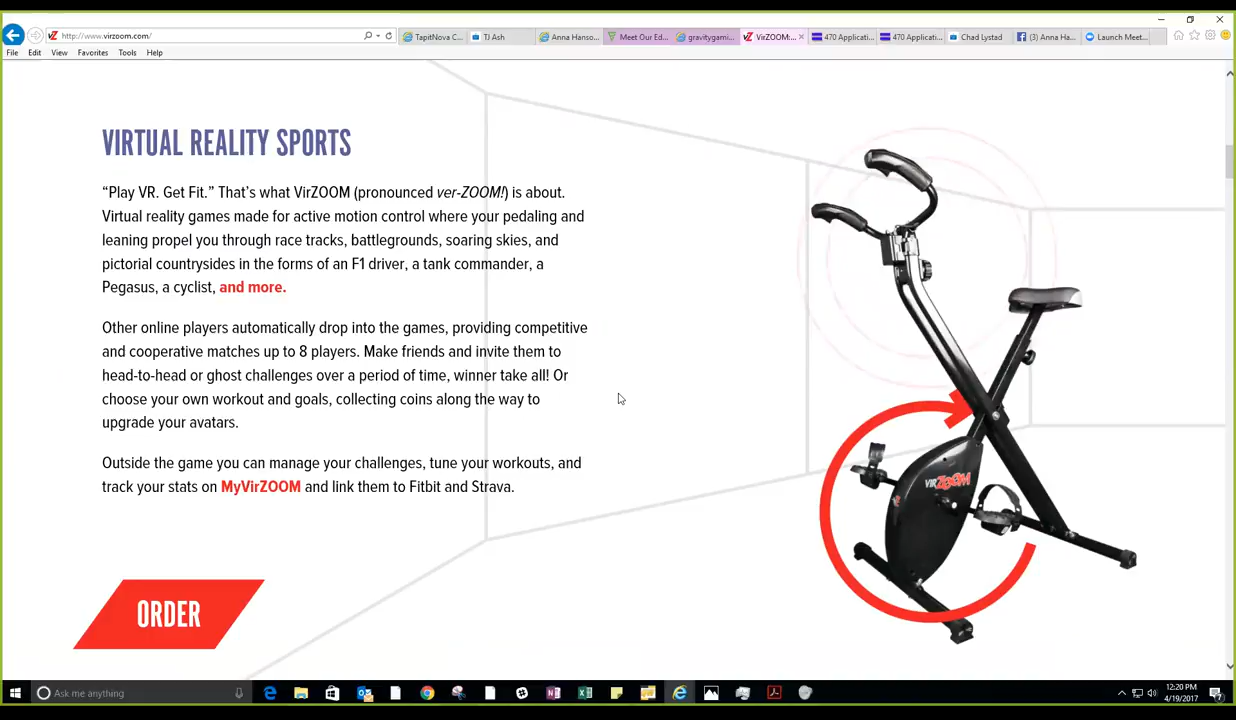 http://www.virzoom.com/
TapitNova C...
TJ Ash
Anna Hanso...
Meet Our Ed...
gravitygami...
VirZOOM:...
470 Applicati...
470 Applicati...
Chad Lystad
(3) Anna Ha...
Launch Meet...
File Edit View Favorites Tools Help
VIRTUAL REALITY SPORTS
“Play VR. Get Fit.” That’s what VirZOOM (pronounced ver-ZOOM!) is about.
Virtual reality games made for active motion control where your pedaling and
leaning propel you through race tracks, battlegrounds, soaring skies, and
pictorial countrysides in the forms of an F1 driver, a tank commander, a
Pegasus, a cyclist, and more.
Other online players automatically drop into the games, providing competitive
and cooperative matches up to 8 players. Make friends and invite them to
head-to-head or ghost challenges over a period of time, winner take all! Or
choose your own workout and goals, collecting coins along the way to
upgrade your avatars.
Outside the game you can manage your challenges, tune your workouts, and
track your stats on MyVirZOOM and link them to Fitbit and Strava.
VIRZOOM
ORDER
Ask me anything
12:20 PM
4/19/2017